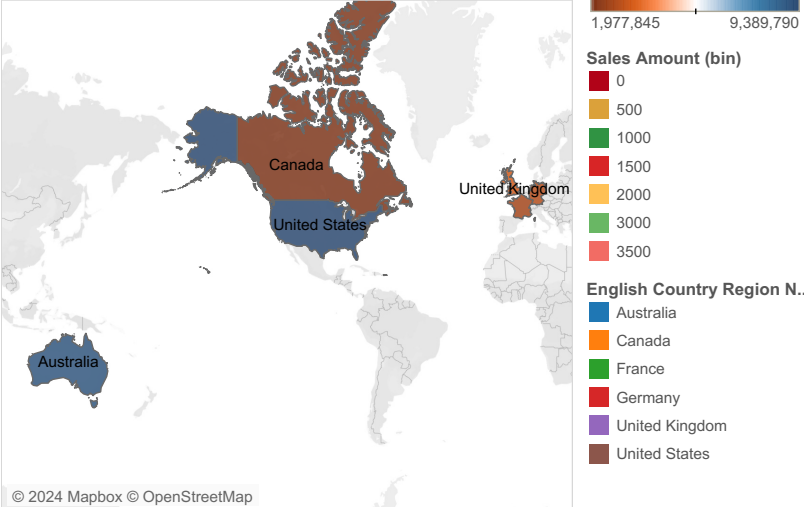 1,977,845 9,389,790
Sales Amount (bin)
0
500
1000
1500
2000
3000
3500
English Country Region N..
Australia
Canada
France
Germany
United Kingdom
United States
Canada
United Kingdom
United States
Australia
© 2024 Mapbox © OpenStreetMap